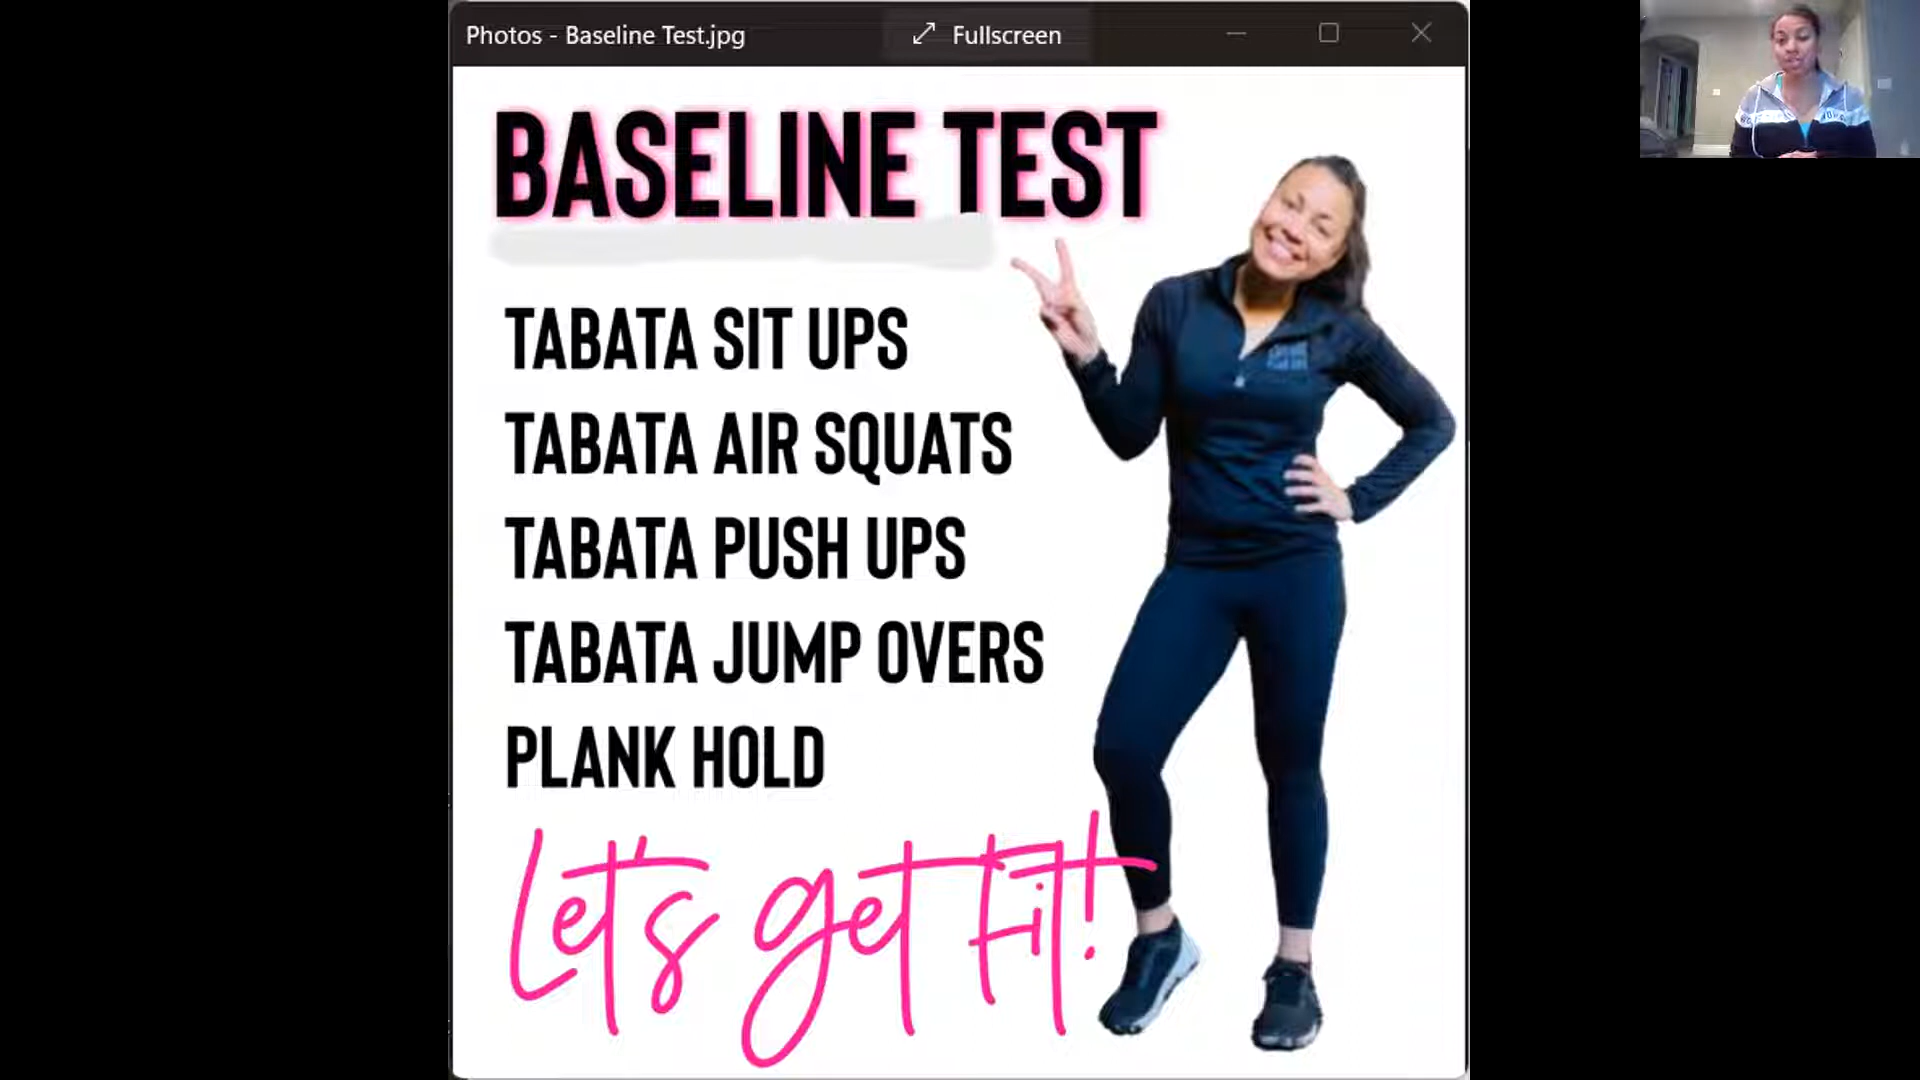 Photos - Baseline Test.jpg
Fullscreen
BASELINE TEST
TABATA SIT UPS
TABATA AIR SQUATS
TABATA PUSH UPS
TABATA JUMP OVERS
PLANK HOLD
Let's get fit!